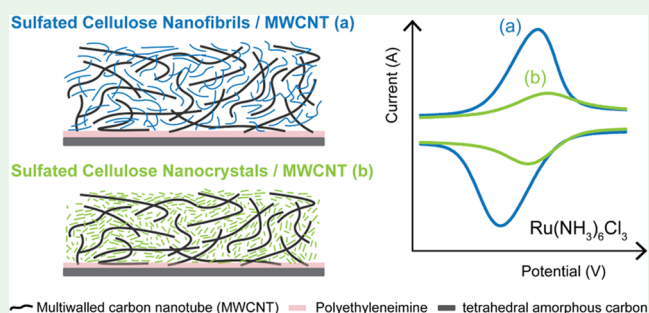 Sulfated Cellulose Nanofibrils / MWCNT (a)
Sulfated Cellulose Nanocrystals / MWCNT (b)
Current (A)
(a)
(b)
Ru(NH₃)₆Cl₃
Potential (V)
Multiwalled carbon nanotube (MWCNT) Polyethyleneimine tetrahedral amorphous carbon